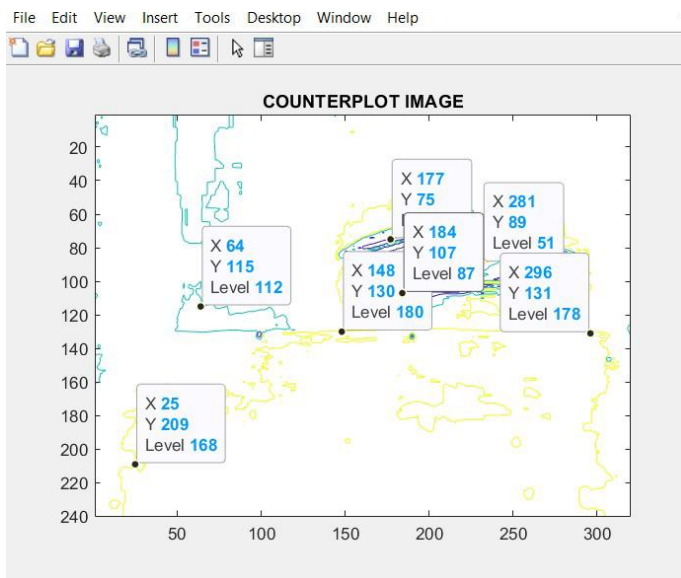 File Edit View Insert Tools Desktop Window Help
COUNTERPLOT IMAGE
20
40
60
80
100
120
140
160
180
200
220
240
50 100 150 200 250 300
X 177
Y 75
X 281
Y 89
Level 51
X 184
Y 107
Level 87
X 64
Y 115
Level 112
X 148
Y 130
Level 180
X 296
Y 131
Level 178
X 25
Y 209
Level 168